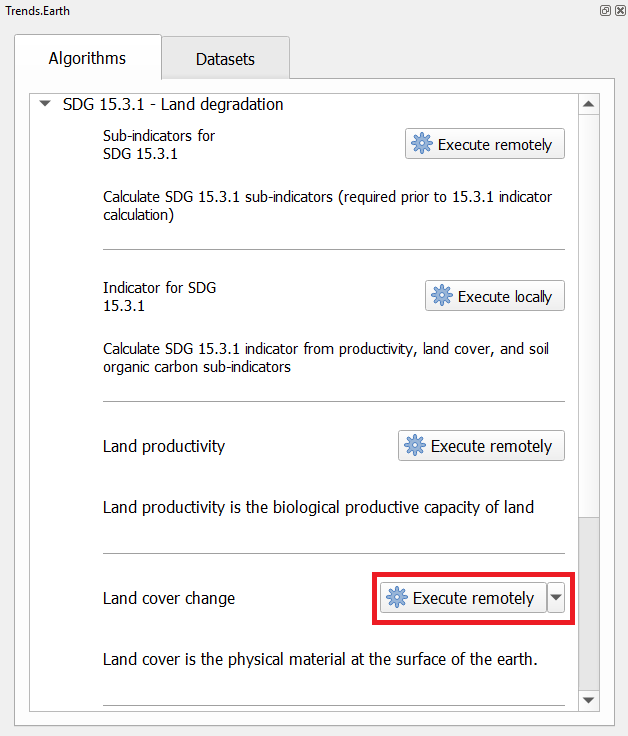 Trends.Earth
Algorithms
Datasets
SDG 15.3.1 - Land degradation
Sub-indicators for
SDG 15.3.1
Execute remotely
Calculate SDG 15.3.1 sub-indicators (required prior to 15.3.1 indicator
calculation)
Indicator for SDG
15.3.1
Execute locally
Calculate SDG 15.3.1 indicator from productivity, land cover, and soil
organic carbon sub-indicators
Land productivity
Execute remotely
Land productivity is the biological productive capacity of land
Land cover change
Execute remotely
Land cover is the physical material at the surface of the earth.